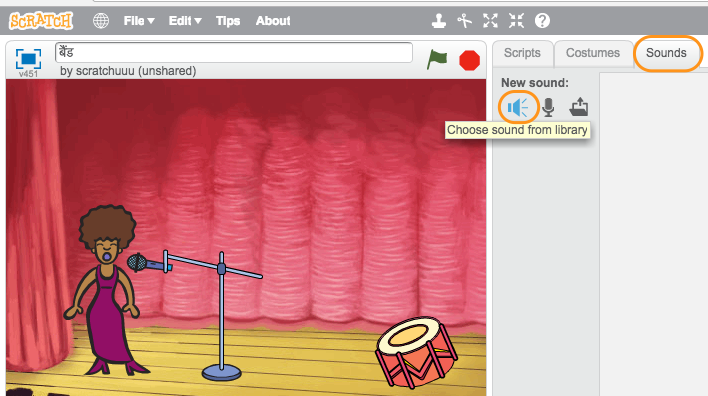 SCRATCH File Edit Tips About
बैंड
v451 by scratchuuu (unshared)
Scripts Costumes Sounds
New sound:
Choose sound from library